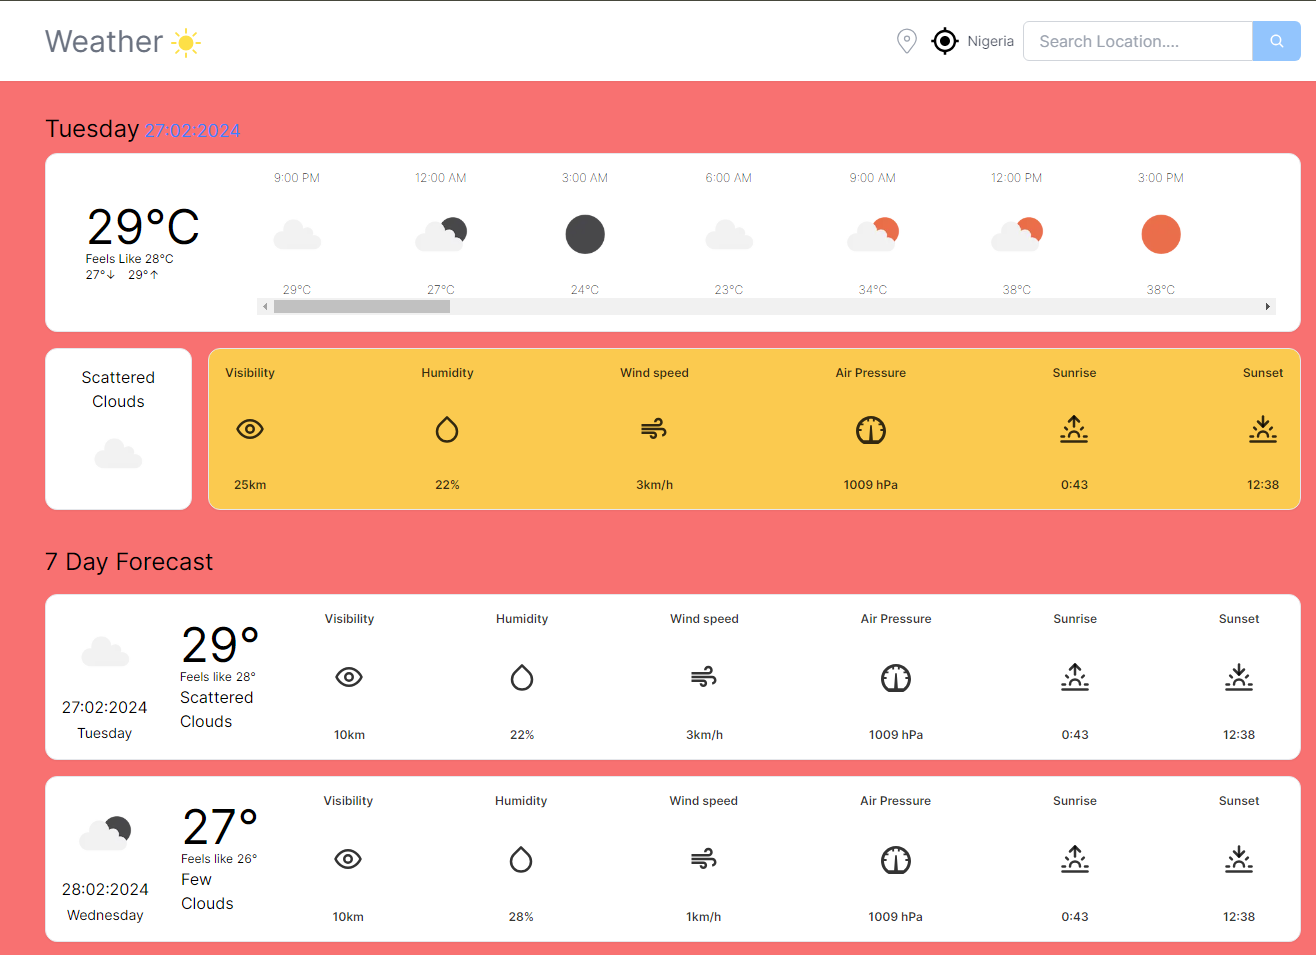 Weather
Nigeria
Search Location....
Tuesday 27:02:2024
9:00 PM 12:00 AM 3:00 AM 6:00 AM 9:00 AM 12:00 PM 3:00 PM
29°C
Feels Like 28°C
27°↓ 29°↑
29°C 27°C 24°C 23°C 34°C 38°C 38°C
Scattered
Clouds
Visibility Humidity Wind speed Air Pressure Sunrise Sunset
25km 22% 3km/h 1009 hPa 0:43 12:38
7 Day Forecast
27:02:2024
Tuesday
29°
Feels like 28°
Scattered
Clouds
Visibility Humidity Wind speed Air Pressure Sunrise Sunset
10km 22% 3km/h 1009 hPa 0:43 12:38
28:02:2024
Wednesday
27°
Feels like 26°
Few
Clouds
Visibility Humidity Wind speed Air Pressure Sunrise Sunset
10km 28% 1km/h 1009 hPa 0:43 12:38